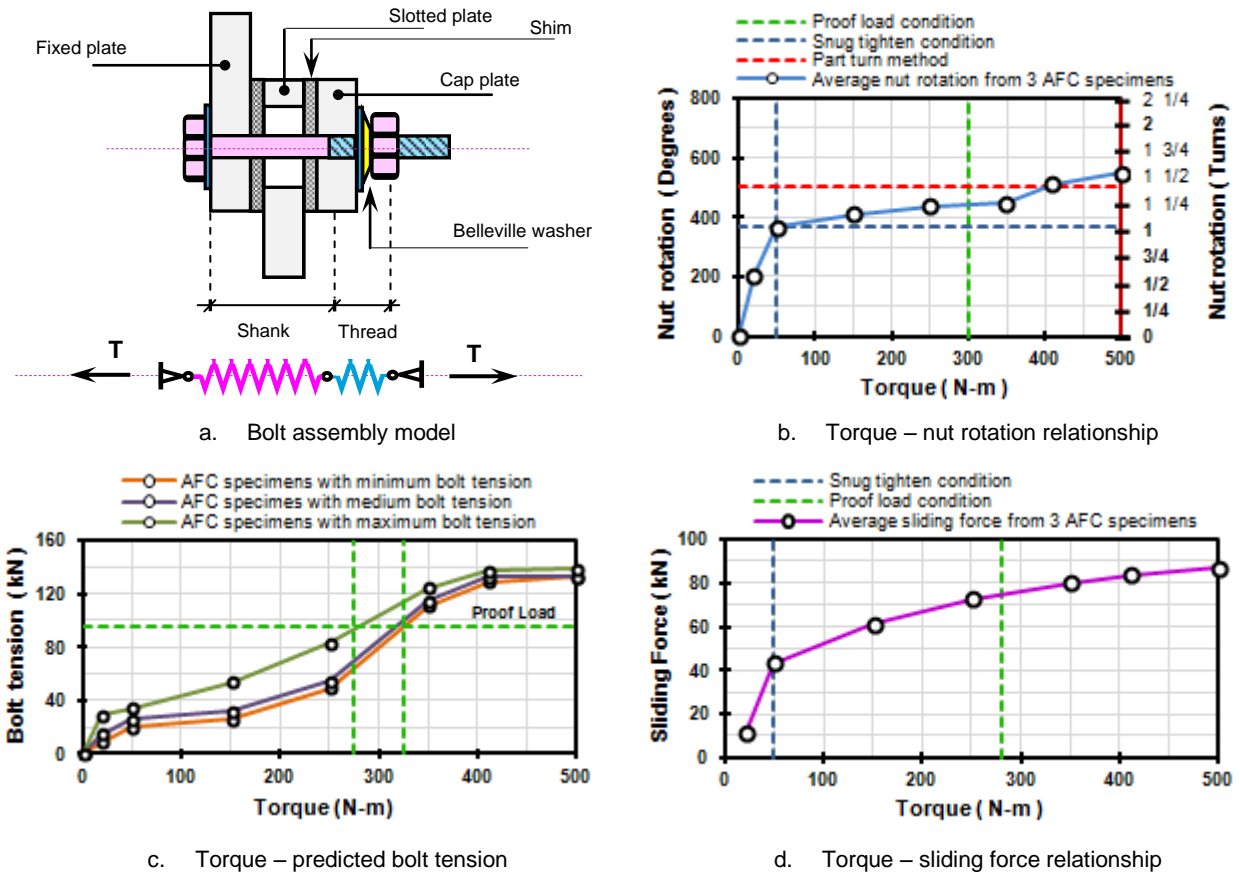 Slotted plate
Shim
Fixed plate
Cap plate
Belleville washer
Shank
Thread
T
T
a. Bolt assembly model
Proof load condition
Snug tighten condition
Part turn method
Average nut rotation from 3 AFC specimens
Nut rotation ( Degrees )
800
600
400
200
0
0
100
200
300
400
500
Torque ( N-m )
2 1/4
2
1 3/4
1 1/2
1 1/4
1
3/4
1/2
1/4
0
Nut rotation ( Turns )
b. Torque – nut rotation relationship
AFC specimens with minimum bolt tension
AFC specimes with medium bolt tension
AFC specimens with maximum bolt tension
Bolt tension (kN)
160
120
80
40
0
Proof Load
0
100
200
300
400
500
Torque (N-m)
c. Torque – predicted bolt tension
Snug tighten condition
Proof load condition
Average sliding force from 3 AFC specimens
Sliding Force (kN)
100
80
60
40
20
0
0
100
200
300
400
500
Torque (N-m)
d. Torque – sliding force relationship